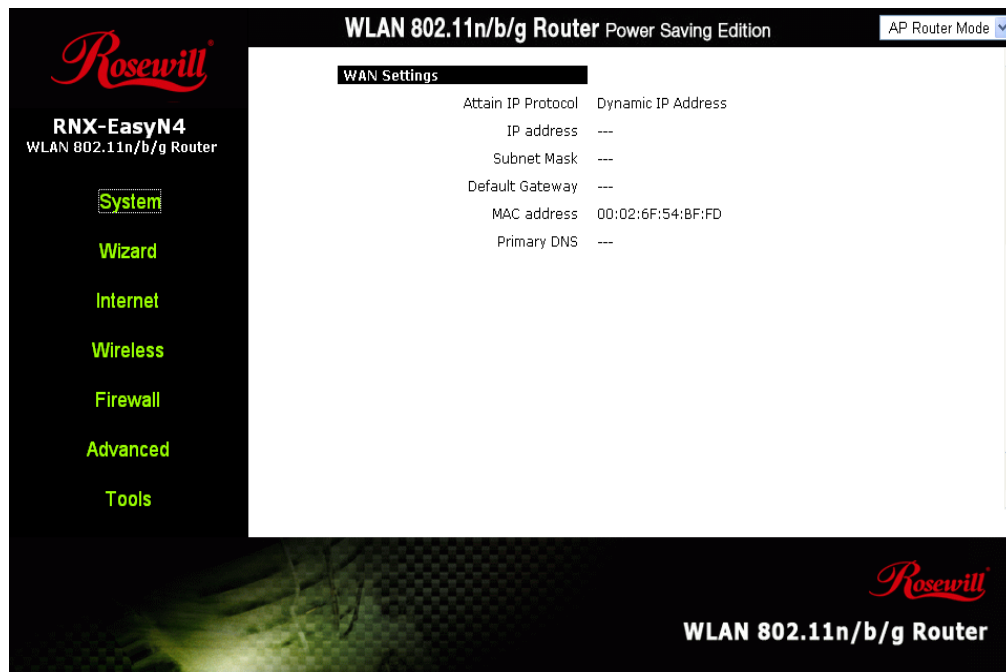 WLAN 802.11n/b/g Router Power Saving Edition
AP Router Mode
Rosewill
RNX-EasyN4
WLAN 802.11n/b/g Router
System
Wizard
Internet
Wireless
Firewall
Advanced
Tools
WAN Settings
Attain IP Protocol Dynamic IP Address
IP address ---
Subnet Mask ---
Default Gateway ---
MAC address 00:02:6F:54:BF:FD
Primary DNS ---
Rosewill
WLAN 802.11n/b/g Router